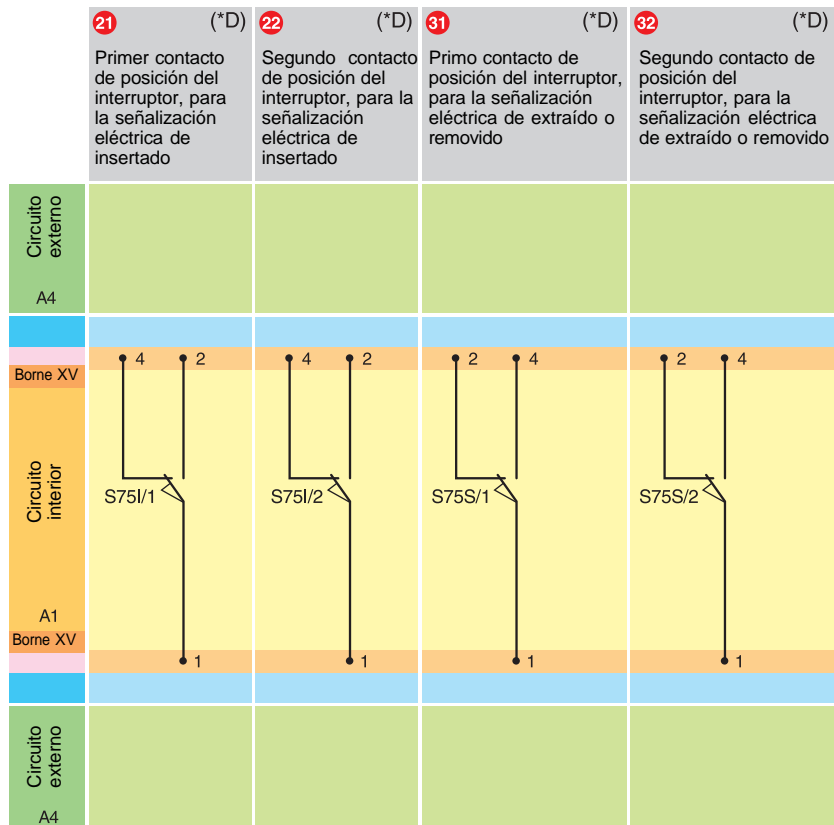 21 (*D)
Primer contacto
de posición del
interruptor, para
la señalización
eléctrica de
insertado
22 (*D)
Segundo contacto
de posición del
interruptor, para la
señalización
eléctrica de
insertado
31 (*D)
Primo contacto de
posición del interruptor,
para la señalización
eléctrica de extraído o
removido
32 (*D)
Segundo contacto de
posición del
interruptor, para la
señalización eléctrica
de extraído o removido
Circuito
externo
A4
4 2
4 2
2 4
2 4
Borne XV
Circuito
interior
S75I/1
S75I/2
S75S/1
S75S/2
A1
Borne XV
1
1
1
1
Circuito
externo
A4